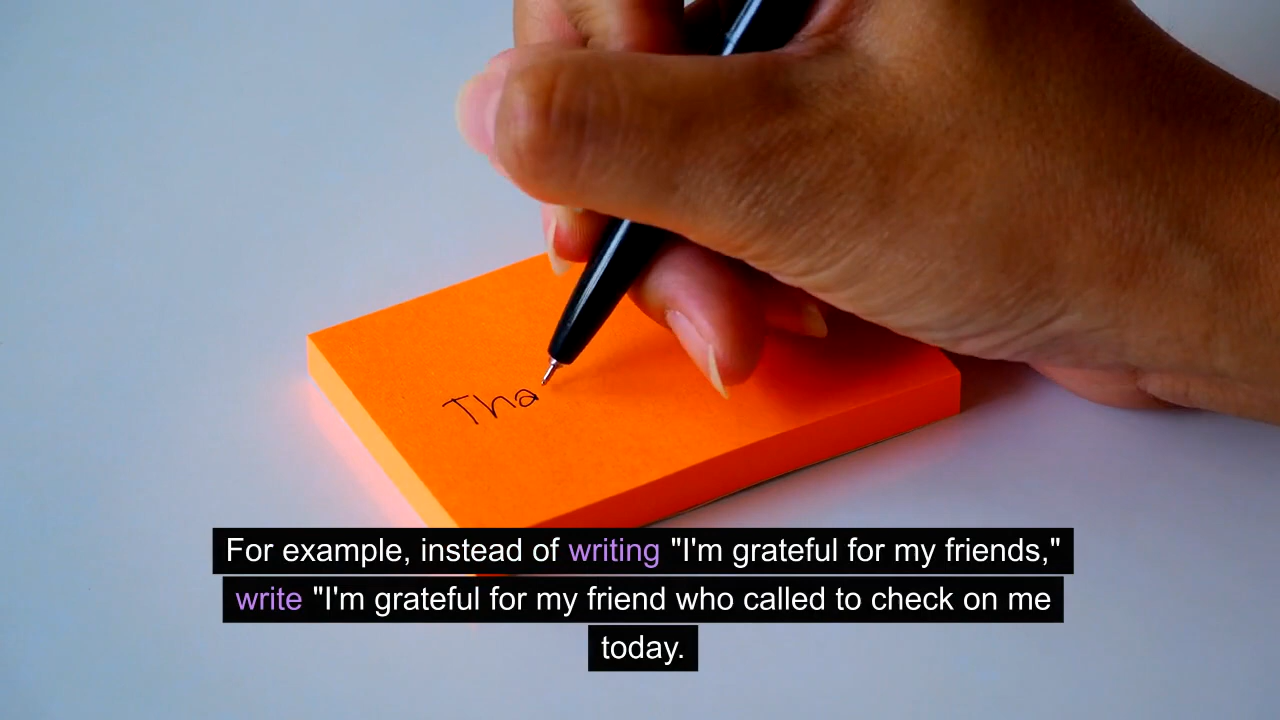 Tha
For example, instead of writing "I'm grateful for my friends,"
write "I'm grateful for my friend who called to check on me
today.